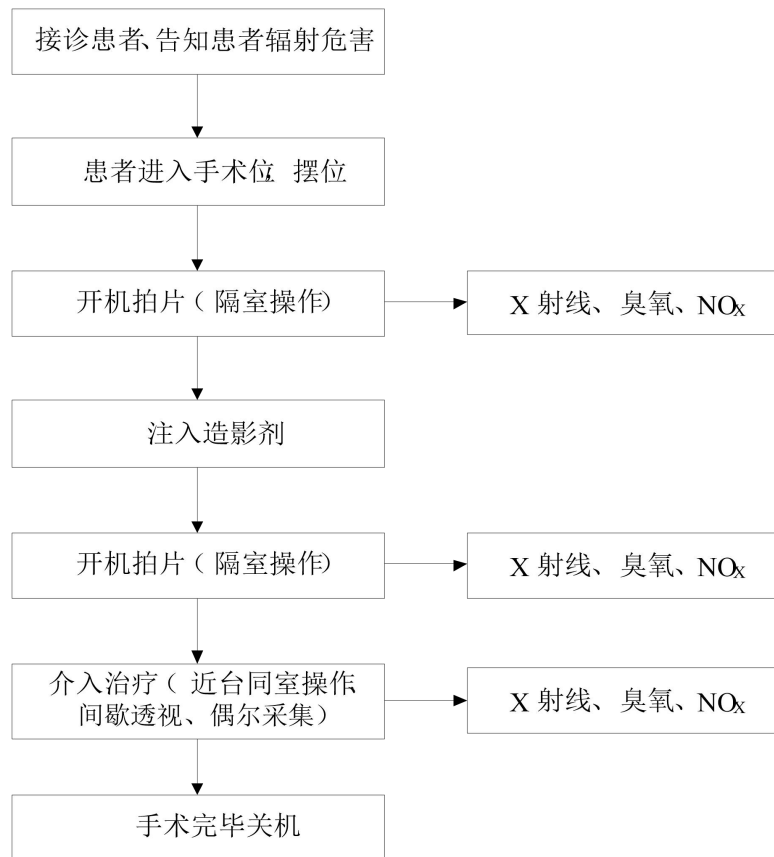 接诊患者、告知患者辐射危害
患者进入手术位，摆位
开机拍片（隔室操作）
X 射线、臭氧、NOX
注入造影剂
开机拍片（隔室操作）
X 射线、臭氧、NOX
介入治疗（近台同室操作、
间歇透视、偶尔采集）
X 射线、臭氧、NOX
手术完毕关机